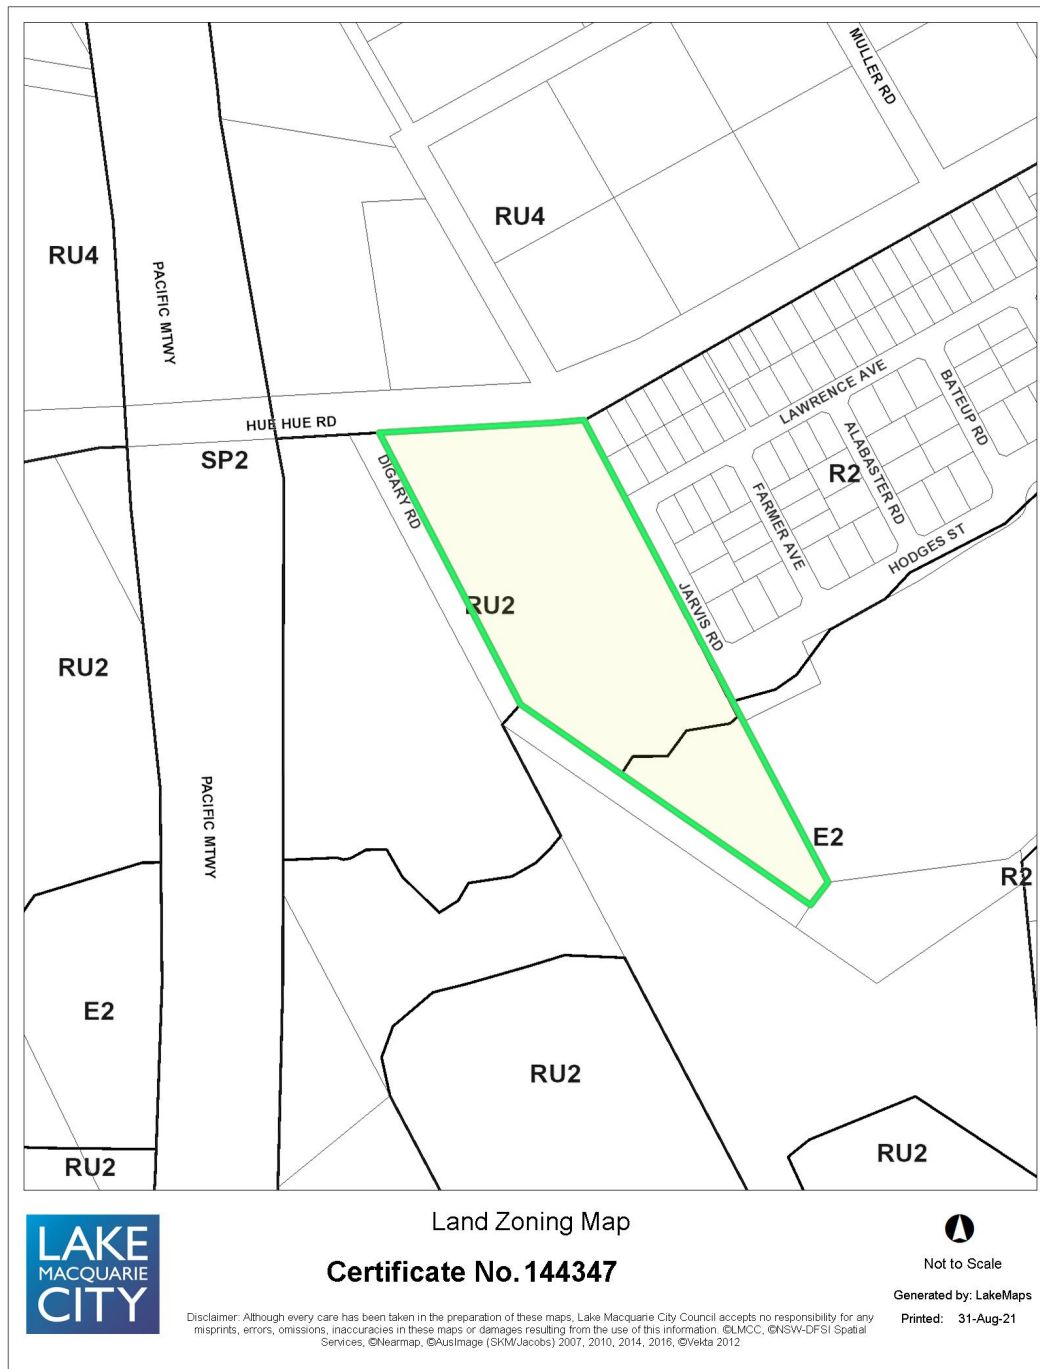 MULLER RD
RU4
RU4
PACIFIC MTWY
LAWRENCE AVE
BATEUP RD
HUE HUE RD
SP2
ALABASTER RD
R2
DIGARY RD
FARMER AVE
HODGES ST
RU2
JARVIS RD
RU2
PACIFIC MTWY
E2
R2
E2
RU2
RU2
RU2
LAKE
MACQUARIE
CITY
Land Zoning Map
Certificate No. 144347
Not to Scale
Generated by: LakeMaps
Printed: 31-Aug-21
Disclaimer: Although every care has been taken in the preparation of these maps, Lake Macquarie City Council accepts no responsibility for any
misprints, errors, omissions, inaccuracies in these maps or damages resulting from the use of this information. ©LMCC, ©NSW-DFSI Spatial
Services, ©Nearmap, ©AusImage (SKM/Jacobs) 2007, 2010, 2014, 2016, ©Vekta 2012